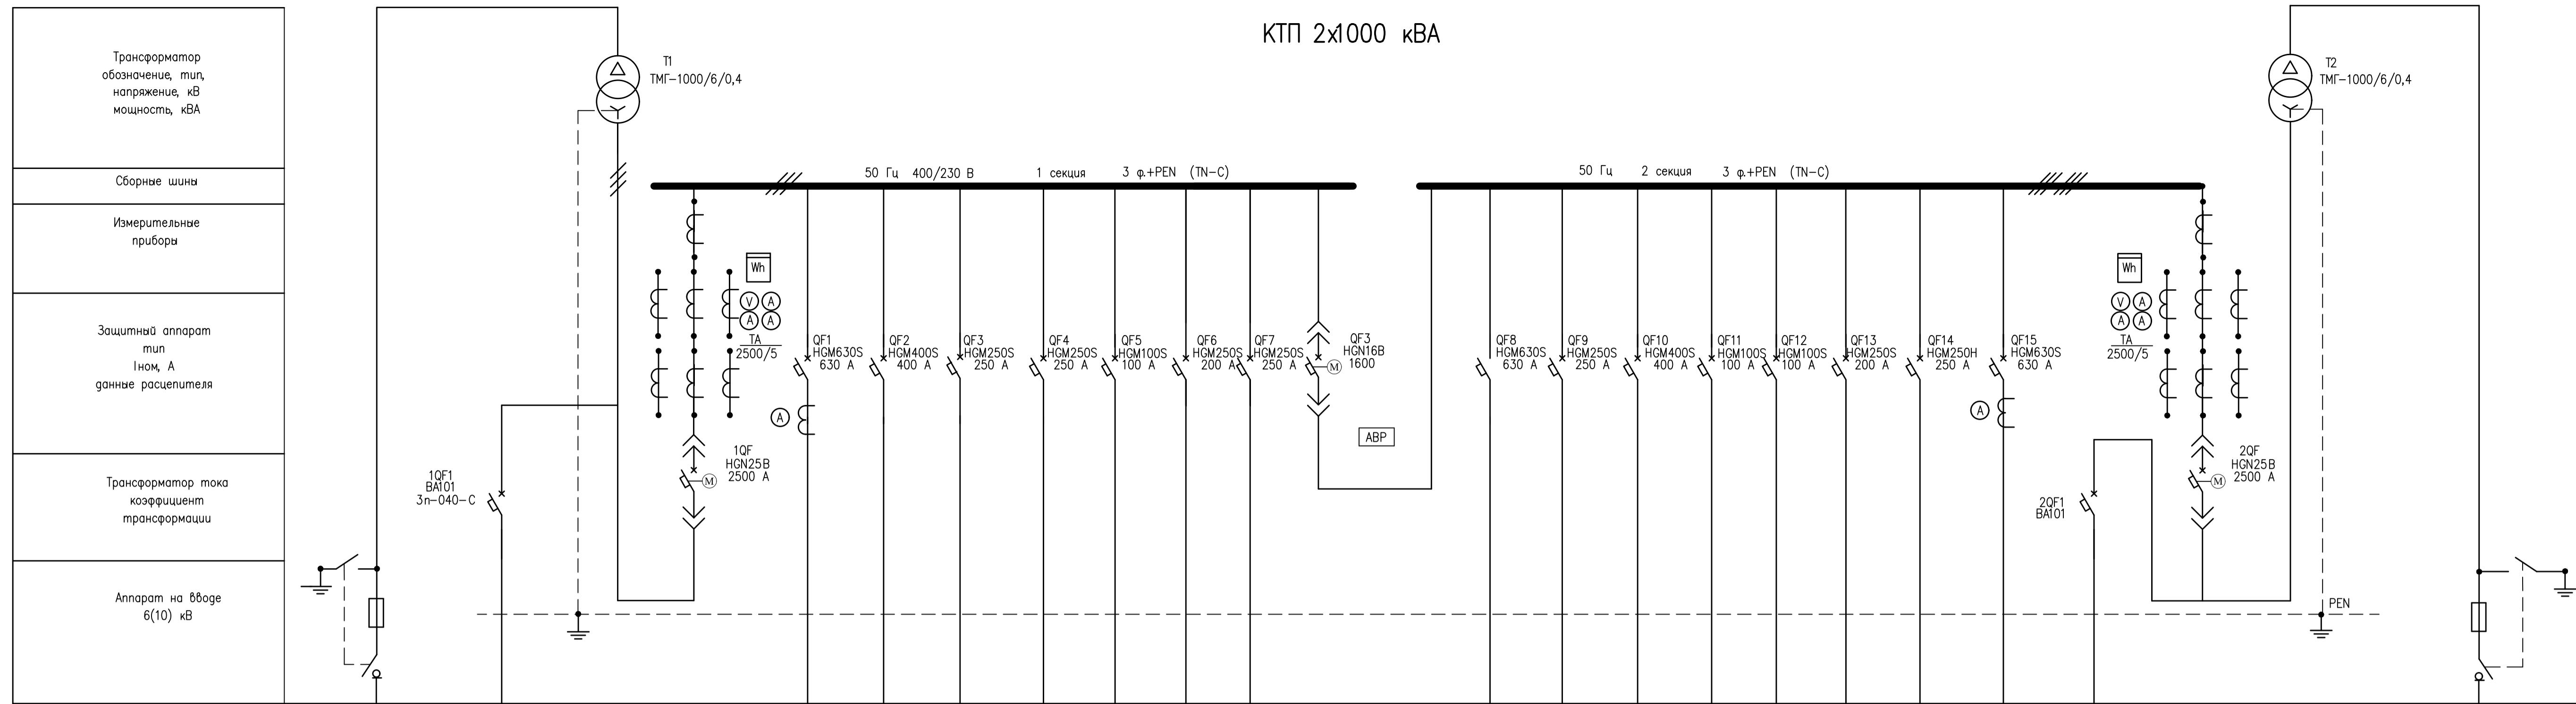 КТП 2х1000 кВА
Трансформатор
обозначение, тип,
напряжение, кВ
мощность, кВА
Сборные шины
Измерительные
приборы
Защитный аппарат
тип
Iном, А
данные расцепителя
Трансформатор тока
коэффициент
трансформации
Аппарат на вводе
6(10) кВ
Т1
ТМГ-1000/6/0,4
50 Гц 400/230 В 1 секция 3 ф.+PEN (TN-C)
Wh
V A
A A
ТА
2500/5
1QF1
ВА101
3п-040-С
1QF
HGN25B
2500 А
M
QF1
HGM630S
630 А
A
QF2
HGM400S
400 А
QF3
HGM250S
250 А
QF4
HGM250S
250 А
QF5
HGM100S
100 А
QF6
HGM250S
200 А
QF7
HGM250S
250 А
QF3
HGN16B
1600
M
АВР
50 Гц 2 секция 3 ф.+PEN (TN-C)
QF8
HGM630S
630 А
QF9
HGM250S
250 А
QF10
HGM400S
400 А
QF11
HGM100S
100 А
QF12
HGM100S
100 А
QF13
HGM250S
200 А
QF14
HGM250H
250 А
QF15
HGM630S
630 А
A
Wh
V A
A A
ТА
2500/5
2QF1
ВА101
2QF
HGN25B
2500 А
M
Т2
ТМГ-1000/6/0,4
PEN